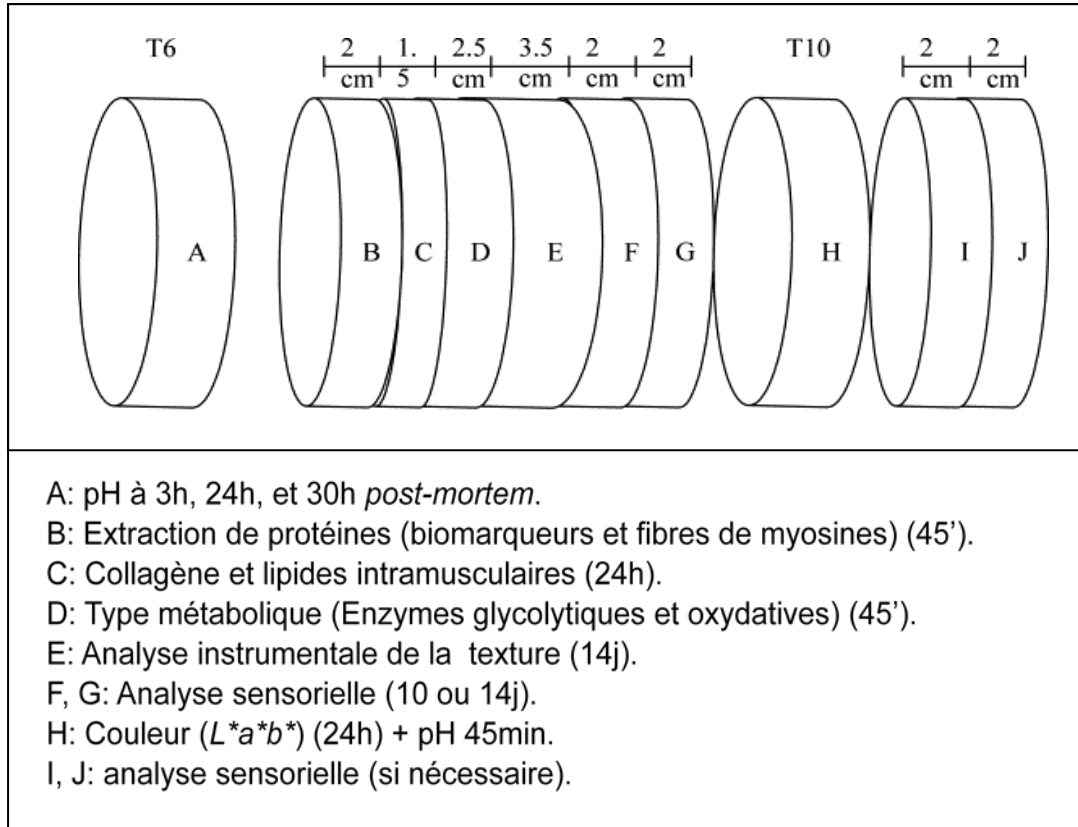 T6 2 1. 2.5 3.5 2 2 T10 2 2
cm 5 cm cm cm cm cm cm
A B C D E F G H I J
A: pH à 3h, 24h, et 30h post-mortem.
B: Extraction de protéines (biomarqueurs et fibres de myosines) (45’).
C: Collagène et lipides intramusculaires (24h).
D: Type métabolique (Enzymes glycolytiques et oxydatives) (45’).
E: Analyse instrumentale de la  texture (14j).
F, G: Analyse sensorielle (10 ou 14j).
H: Couleur (L*a*b*) (24h) + pH 45min.
I, J: analyse sensorielle (si nécessaire).